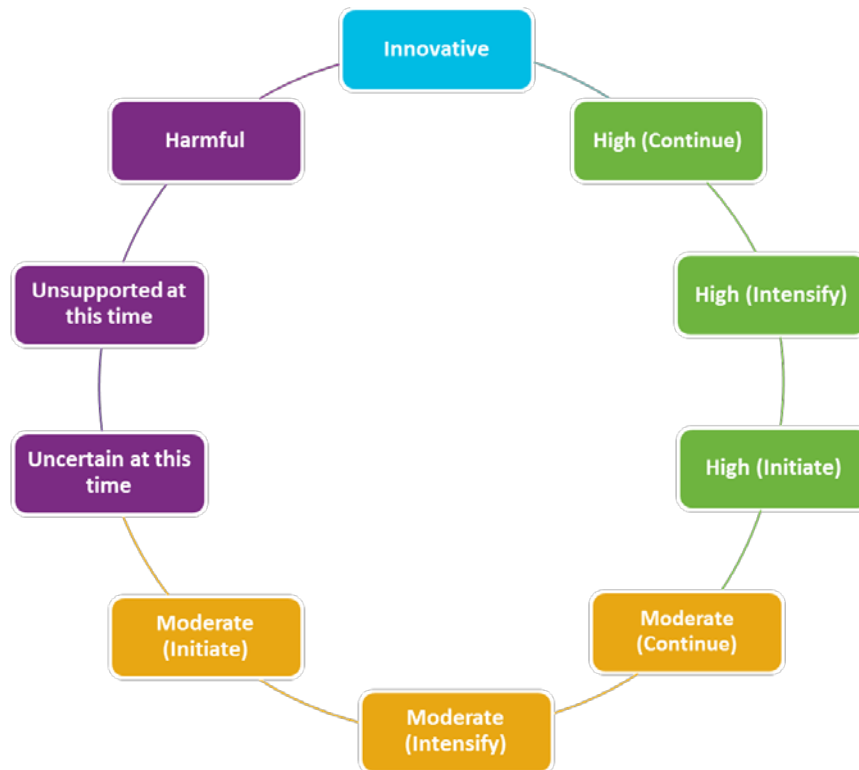 Innovative
High (Continue)
High (Intensify)
High (Initiate)
Moderate
(Continue)
Moderate
(Intensify)
Moderate
(Initiate)
Uncertain at this
time
Unsupported at
this time
Harmful